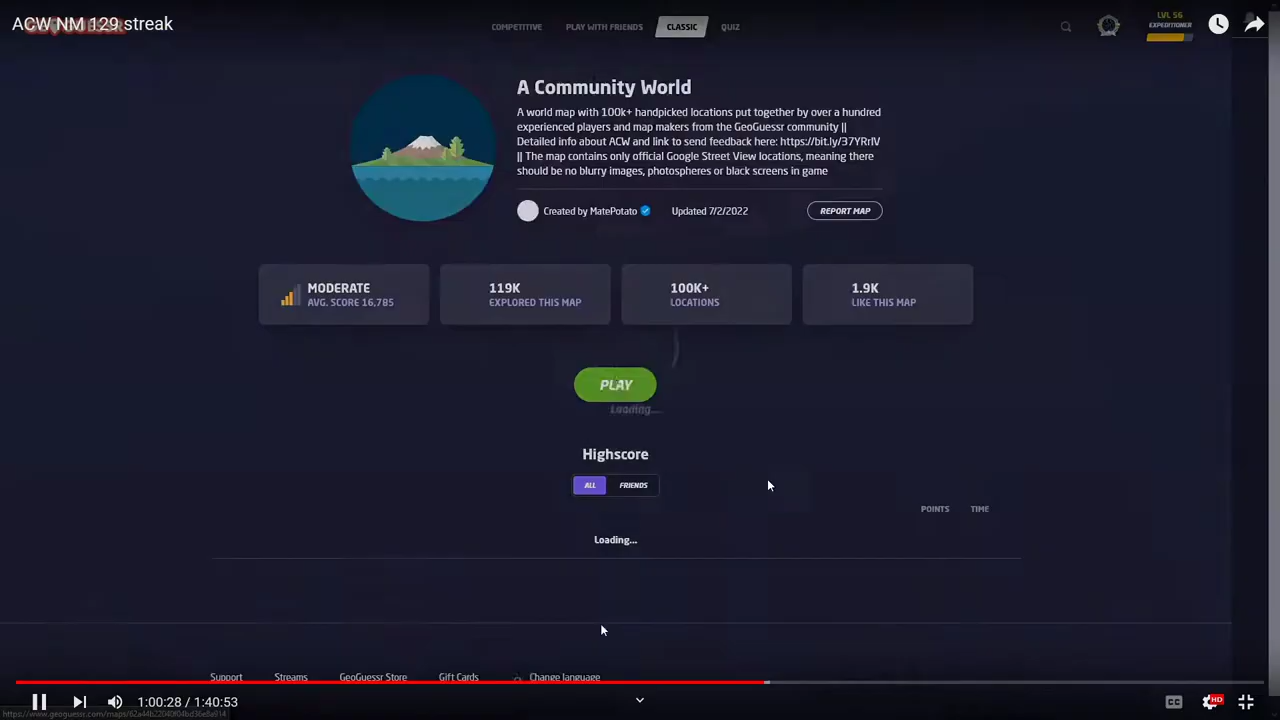 ACW NM 129 streak
COMPETITIVE
PLAY WITH FRIENDS
CLASSIC
QUIZ
LVL 56
EXPEDITIONER
A Community World
A world map with 100k+ handpicked locations put together by over a hundred
experienced players and map makers from the GeoGuessr community ||
Detailed info about ACW and link to send feedback here: https://bit.ly/37YRrIV
|| The map contains only official Google Street View locations, meaning there
should be no blurry images, photospheres or black screens in game
Created by MatePotato
Updated 7/2/2022
REPORT MAP
MODERATE
AVG. SCORE 16,785
119K
EXPLORED THIS MAP
100K+
LOCATIONS
1.9K
LIKE THIS MAP
PLAY
Loading...
Highscore
ALL
FRIENDS
POINTS
TIME
Loading...
Support
Streams
GeoGuessr Store
Gift Cards
Change language
1:00:28 / 1:40:53
CC
HD